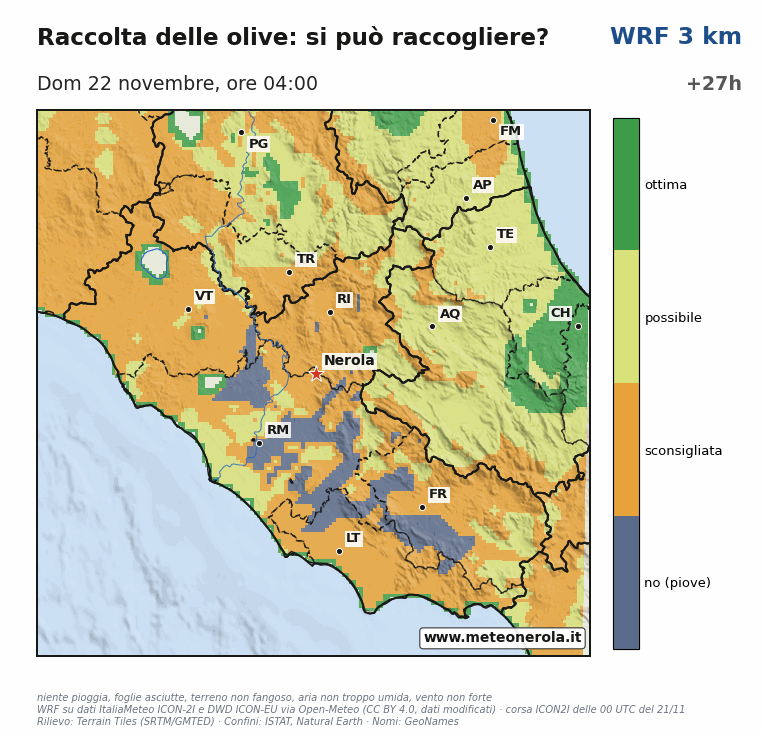 Raccolta delle olive: si può raccogliere?
WRF 3 km
Dom 22 novembre, ore 04:00
+27h
FM
PG
AP
TE
TR
VT
RI
CH
AQ
Nerola
RM
FR
LT
www.meteonerola.it
ottima
possibile
sconsigliata
no (piove)
niente pioggia, foglie asciutte, terreno non fangoso, aria non troppo umida, vento non forte
WRF su dati ItaliaMeteo ICON-2I e DWD ICON-EU via Open-Meteo (CC BY 4.0, dati modificati) · corsa ICON2I delle 00 UTC del 21/11
Rilievo: Terrain Tiles (SRTM/GMTED) · Confini: ISTAT, Natural Earth · Nomi: GeoNames